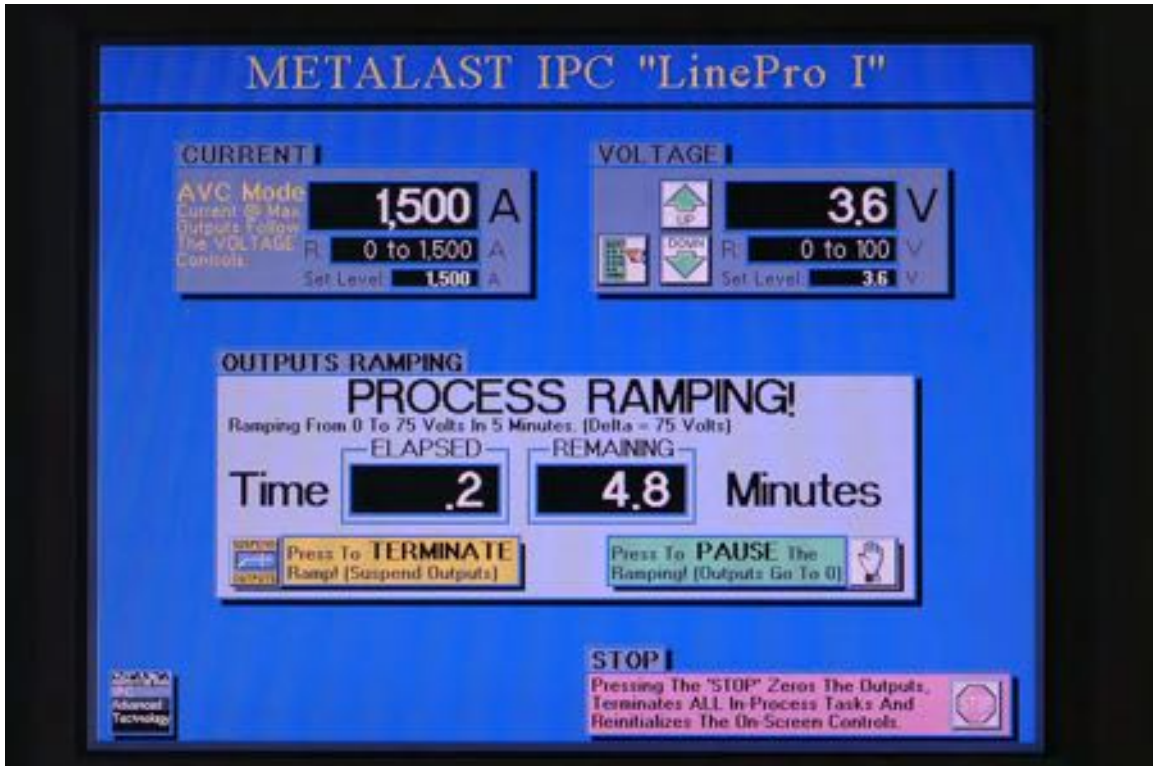 METALAST IPC "LinePro I"
CURRENT
AVC Mode
Current @ Max.
Outputs Follow
The VOLTAGE
Controls.
1,500 A
R: 0 to 1,500 A
Set Level: 1,500 A
VOLTAGE
UP
DOWN
3.6 V
R: 0 to 100 V
Set Level: 3.6 V
OUTPUTS RAMPING
PROCESS RAMPING!
Ramping From 0 To 75 Volts In 5 Minutes. (Delta = 75 Volts)
ELAPSED REMAINING
Time .2 4.8 Minutes
SUSPEND
OUTPUTS
Press To TERMINATE
Ramp! (Suspend Outputs)
Press To PAUSE The
Ramping! (Outputs Go To 0)
STOP
Pressing The "STOP" Zeros The Outputs,
Terminates ALL In-Process Tasks And
Reinitializes The On-Screen Controls.
IPC
Advanced
Technology